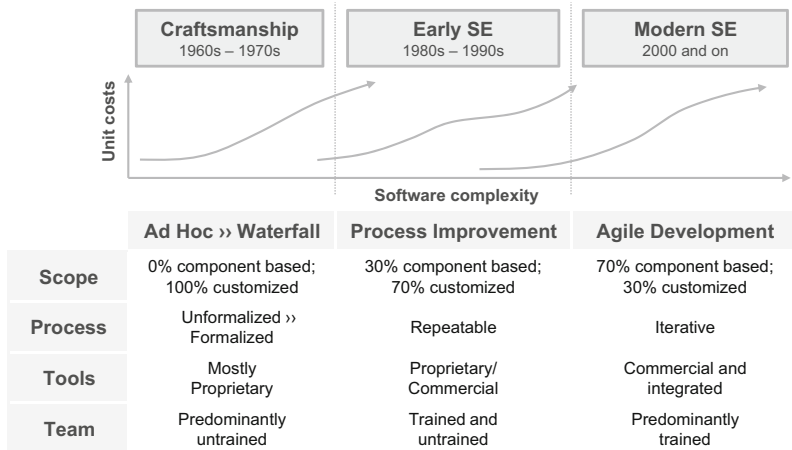 Craftsmanship
1960s – 1970s
Early SE
1980s – 1990s
Modern SE
2000 and on
Unit costs
Software complexity
Ad Hoc ›› Waterfall
Process Improvement
Agile Development
Scope
0% component based;
100% customized
30% component based;
70% customized
70% component based;
30% customized
Process
Unformalized ››
Formalized
Repeatable
Iterative
Tools
Mostly
Proprietary
Proprietary/
Commercial
Commercial and
integrated
Team
Predominantly
untrained
Trained and
untrained
Predominantly
trained